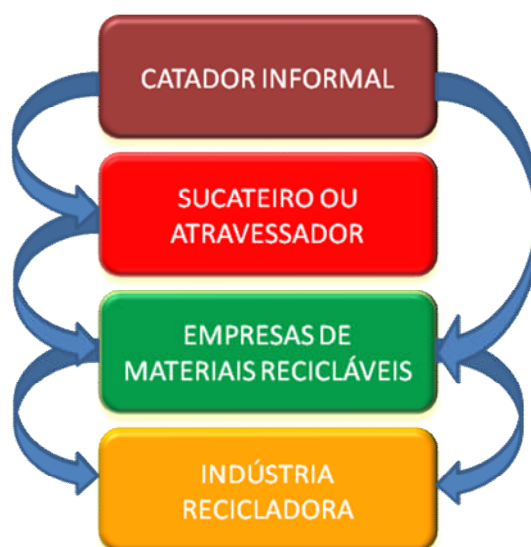 CATADOR INFORMAL
SUCATEIRO OU
ATRAVESSADOR
EMPRESAS DE
MATERIAIS RECICLÁVEIS
INDÚSTRIA
RECICLADORA